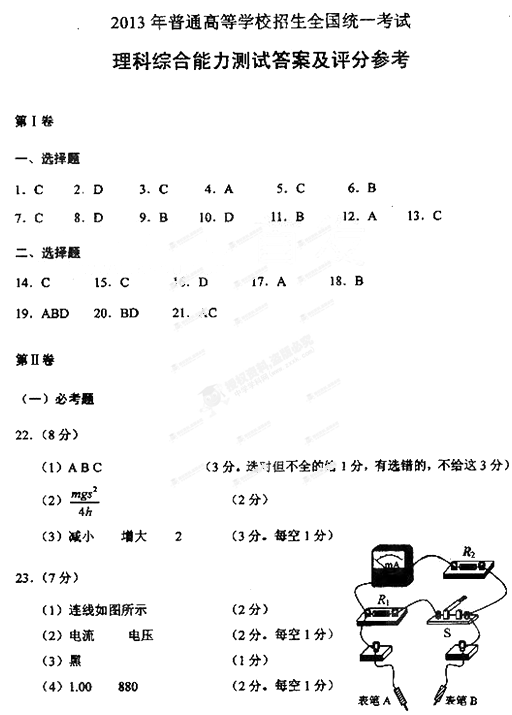 2013年普通高等学校招生全国统一考试
理科综合能力测试答案及评分参考
第Ⅰ卷
一、选择题
1. C 2. D 3. C 4. A 5. C 6. B
7. C 8. D 9. B 10. D 11. B 12. A 13. C
二、选择题
14. C 15. C D 17. A 18. B
19. ABD 20. BD 21. C
第Ⅱ卷
（一）必考题
22.（8分）
（1）A B C （3分。选对但不全的给1分，有选错的，不给这3分）
（2）mgs²/4h （2分）
（3）减小 增大 2 （3分。每空1分）
23.（7分）
（1）连线如图所示 （2分）
（2）电流 电压 （2分。每空1分）
（3）黑 （1分）
（4）1.00 880 （2分。每空1分）
mA
R₂
R₁
S
表笔A 表笔B